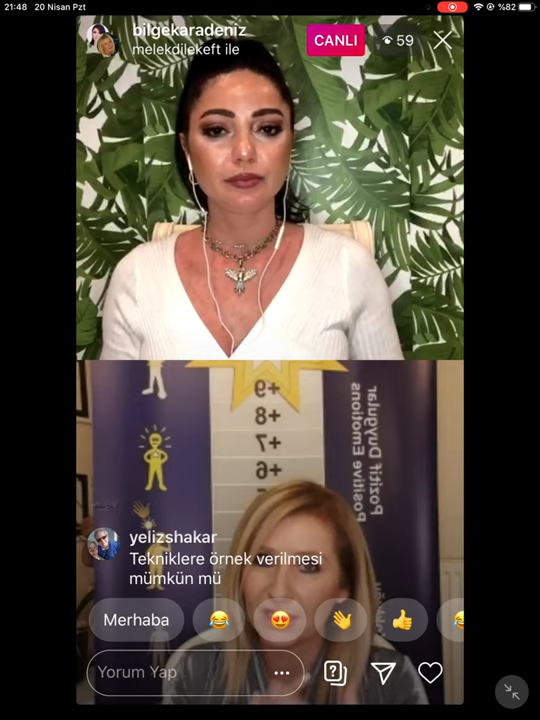 21:48 20 Nisan Pzt
%82
bilgekaradeniz
melekdilekeft ile
CANLI
59
+9
+8
+7
+6
Positive Emotions
Pozitif Duygular
yelizshakar
Tekniklere örnek verilmesi
mümkün mü
Merhaba
Yorum Yap